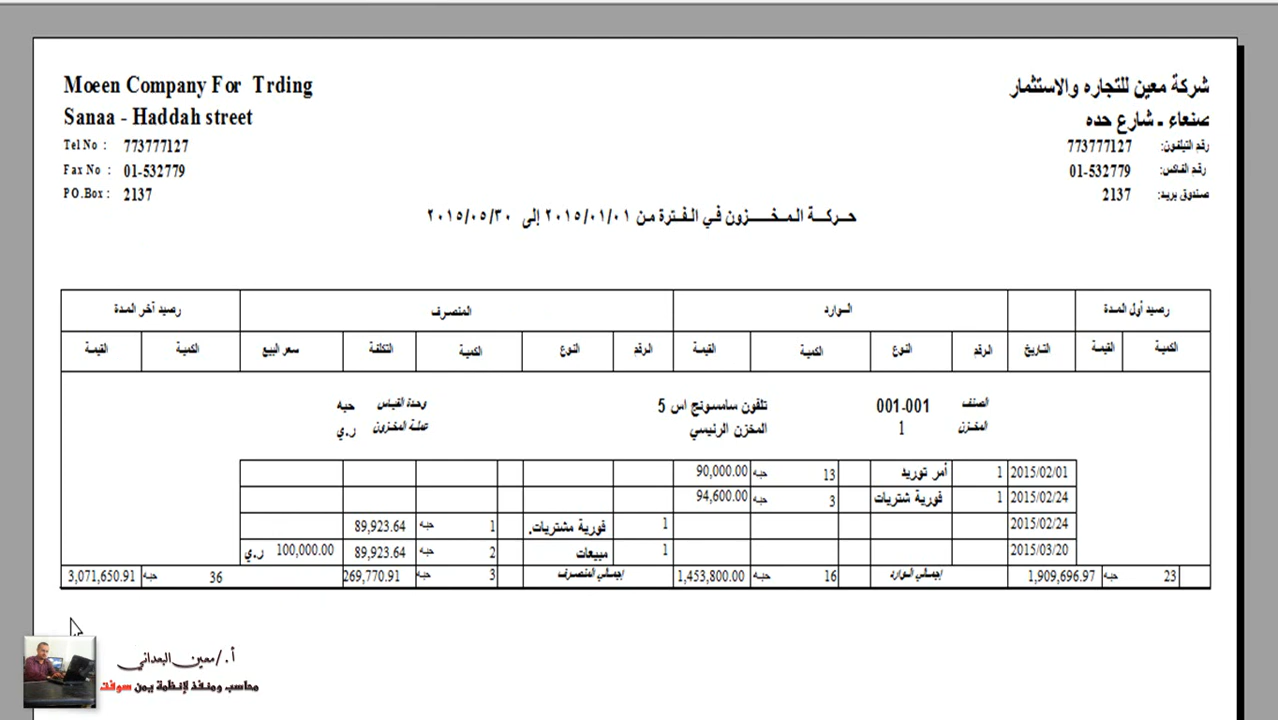 شركة معين للتجاره والاستثمار
Moeen Company For Trding
صنعاء - شارع حده
Sanaa - Haddah street
رقم التيلفون: 773777127
Tel No : 773777127
رقم الفاكس: 01-532779
Fax No : 01-532779
صندوق بريد: 2137
P.O.Box : 2137
حـركـة الـمـخـــزون فـي الـفـترة مـن ٢٠١٥/٠١/٠١ إلى ٢٠١٥/٠٥/٣٠
رصيد أول المدة الـوارد المنصرف رصيد آخر المدة
الكمية القيمة التاريخ الرقم النوع الكمية القيمة الرقم النوع الكمية التكلفة سعر البيع الكمية القيمة
الصنف 001-001 تلفون سامسونج اس 5 وحدة القياس حبه
المخزن 1 المخزن الرئيسي عملة المخزون ر.ي
2015/02/01 1 أمر توريد 13 حبه 90,000.00
2015/02/24 1 فورية شتريات 3 حبه 94,600.00
2015/02/24 1 فورية مشتريات. 1 حبه 89,923.64
2015/03/20 1 مبيعات 2 حبه 89,923.64 100,000.00 ر.ي
23 حبه 1,909,696.97 إجمالي الوارد 16 حبه 1,453,800.00 إجمالي المنصرف 3 حبه 269,770.91 36 حبه 3,071,650.91
أ./معين البعداني
محاسب ومنفذ لإنظمة يمن سوفت